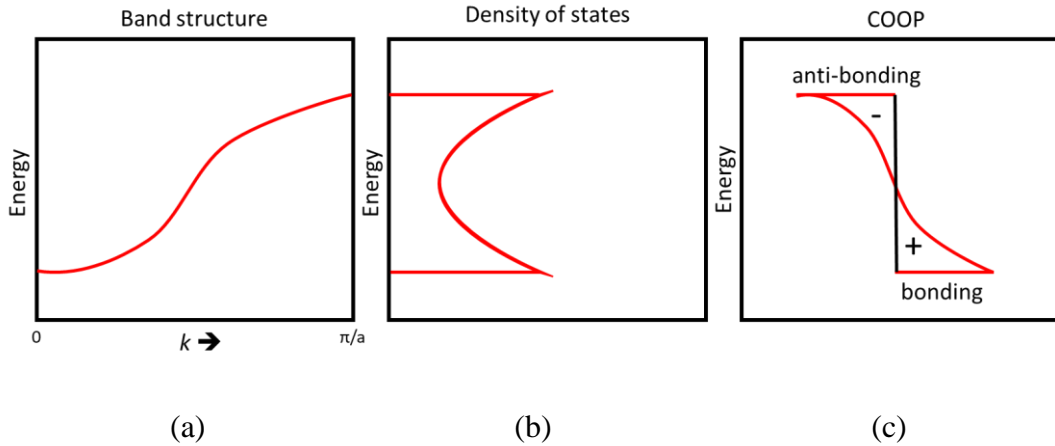 Band structure
Energy
0
k →
π/a
(a)
Density of states
Energy
(b)
COOP
Energy
anti-bonding
-
+
bonding
(c)